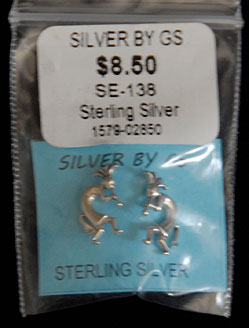 SILVER BY GS
$8.50
SE-138
Sterling Silver
1579-02850
SILVER BY
STERLING SILVER